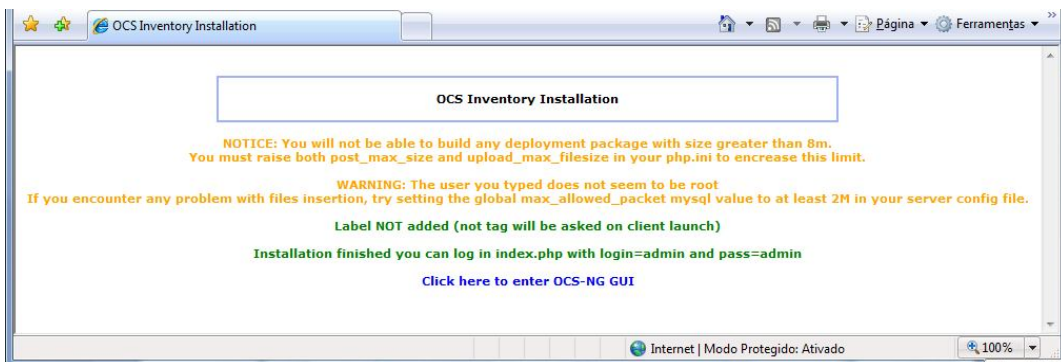 OCS Inventory Installation
Página
Ferramentas
»
OCS Inventory Installation
NOTICE: You will not be able to build any deployment package with size greater than 8m.
You must raise both post_max_size and upload_max_filesize in your php.ini to encrease this limit.
WARNING: The user you typed does not seem to be root
If you encounter any problem with files insertion, try setting the global max_allowed_packet mysql value to at least 2M in your server config file.
Label NOT added (not tag will be asked on client launch)
Installation finished you can log in index.php with login=admin and pass=admin
Click here to enter OCS-NG GUI
Internet | Modo Protegido: Ativado
100%